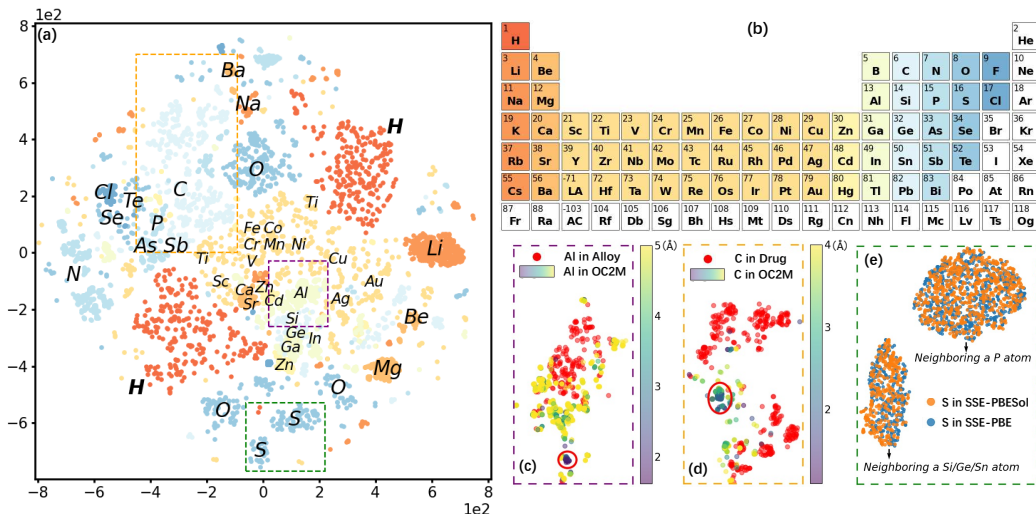 8e2
(a)
8
6
4
2
0
−2
−4
−6
−8
−6
−4
−2
0
2
4
6
8
1e2
Ba
Na
H
O
Cl
Te
C
Se
P
As Sb
Ti
Fe Co
Cr Mn Ni
V
Ti
Cu
Li
N
Sc
Ca
Zn
Al
Au
Sr
Cd
Ag
Si
Be
Ge In
Ga
Zn
Mg
H
O
O
S
S
(b)
1 H 2 He
3 Li 4 Be 5 B 6 C 7 N 8 O 9 F 10 Ne
11 Na 12 Mg 13 Al 14 Si 15 P 16 S 17 Cl 18 Ar
19 K 20 Ca 21 Sc 22 Ti 23 V 24 Cr 25 Mn 26 Fe 27 Co 28 Ni 29 Cu 30 Zn 31 Ga 32 Ge 33 As 34 Se 35 Br 36 Kr
37 Rb 38 Sr 39 Y 40 Zr 41 Nb 42 Mo 43 Tc 44 Ru 45 Rh 46 Pd 47 Ag 48 Cd 49 In 50 Sn 51 Sb 52 Te 53 I 54 Xe
55 Cs 56 Ba -71 LA 72 Hf 73 Ta 74 W 75 Re 76 Os 77 Ir 78 Pt 79 Au 80 Hg 81 Tl 82 Pb 83 Bi 84 Po 85 At 86 Rn
87 Fr 88 Ra -103 AC 104 Rf 105 Db 106 Sg 107 Bh 108 Hs 109 Mt 110 Ds 111 Rg 112 Cn 113 Nh 114 Fl 115 Mc 116 Lv 117 Ts 118 Og
Al in Alloy
Al in OC2M
(c)
5 (Å)
4
3
2
C in Drug
C in OC2M
(d)
4 (Å)
3
2
(e)
Neighboring a P atom
S in SSE-PBESol
S in SSE-PBE
Neighboring a Si/Ge/Sn atom